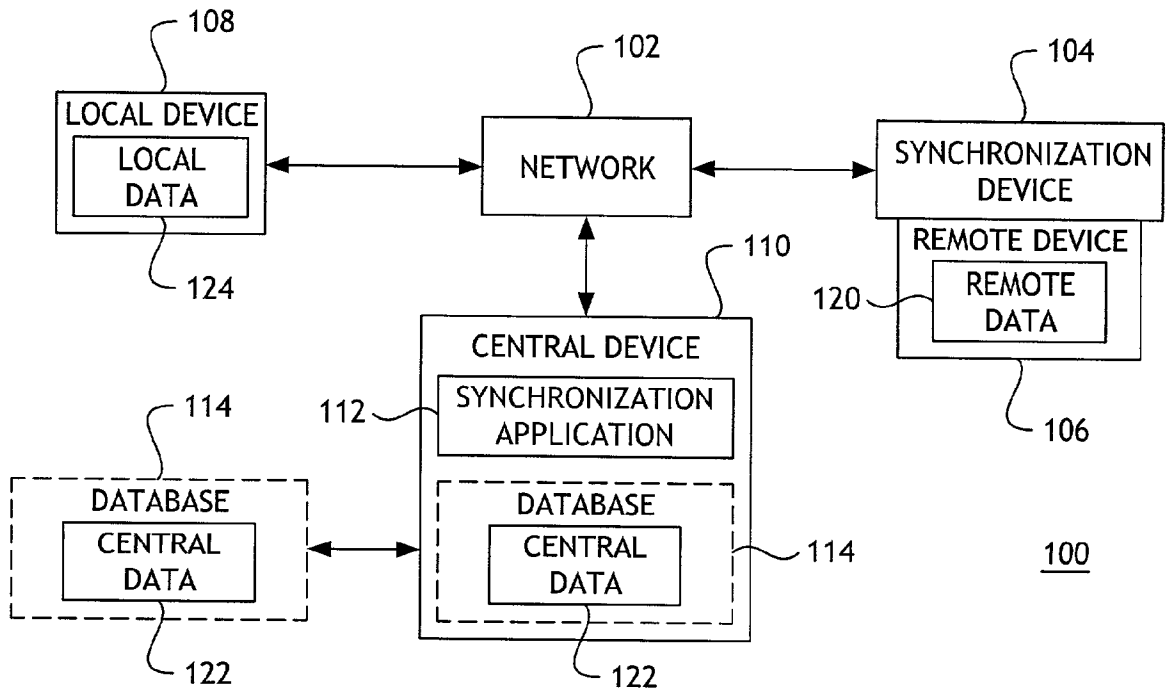 108
102
104
LOCAL DEVICE
LOCAL
DATA
NETWORK
SYNCHRONIZATION
DEVICE
REMOTE DEVICE
REMOTE
DATA
124
110
120
106
CENTRAL DEVICE
112
SYNCHRONIZATION
APPLICATION
114
DATABASE
CENTRAL
DATA
DATABASE
CENTRAL
DATA
114
100
122
122